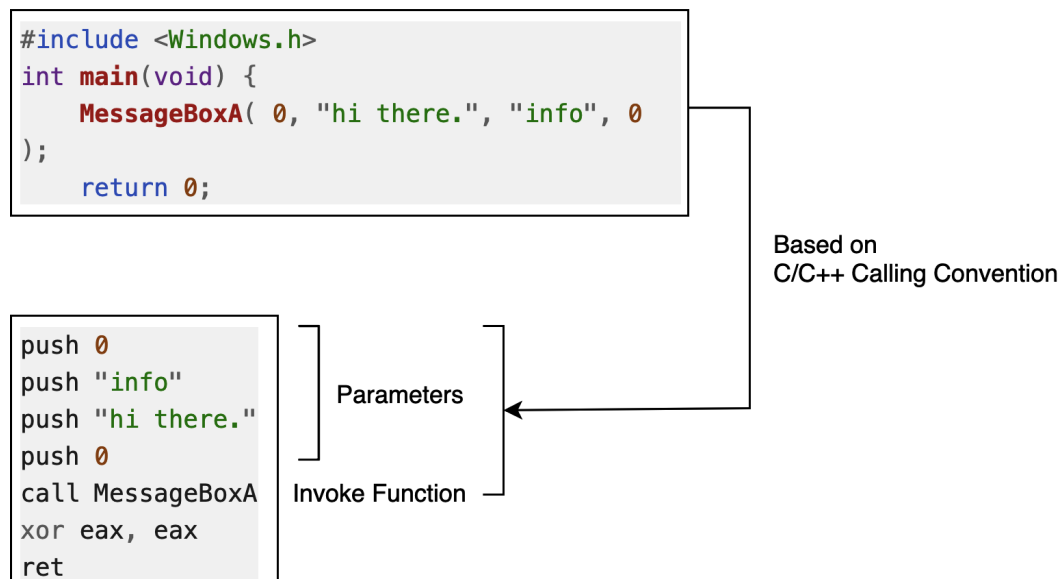 #include <Windows.h>
int main(void) {
    MessageBoxA( 0, "hi there.", "info", 0
);
    return 0;
Based on
C/C++ Calling Convention
push 0
push "info"
push "hi there."
push 0
call MessageBoxA
xor eax, eax
ret
Parameters
Invoke Function